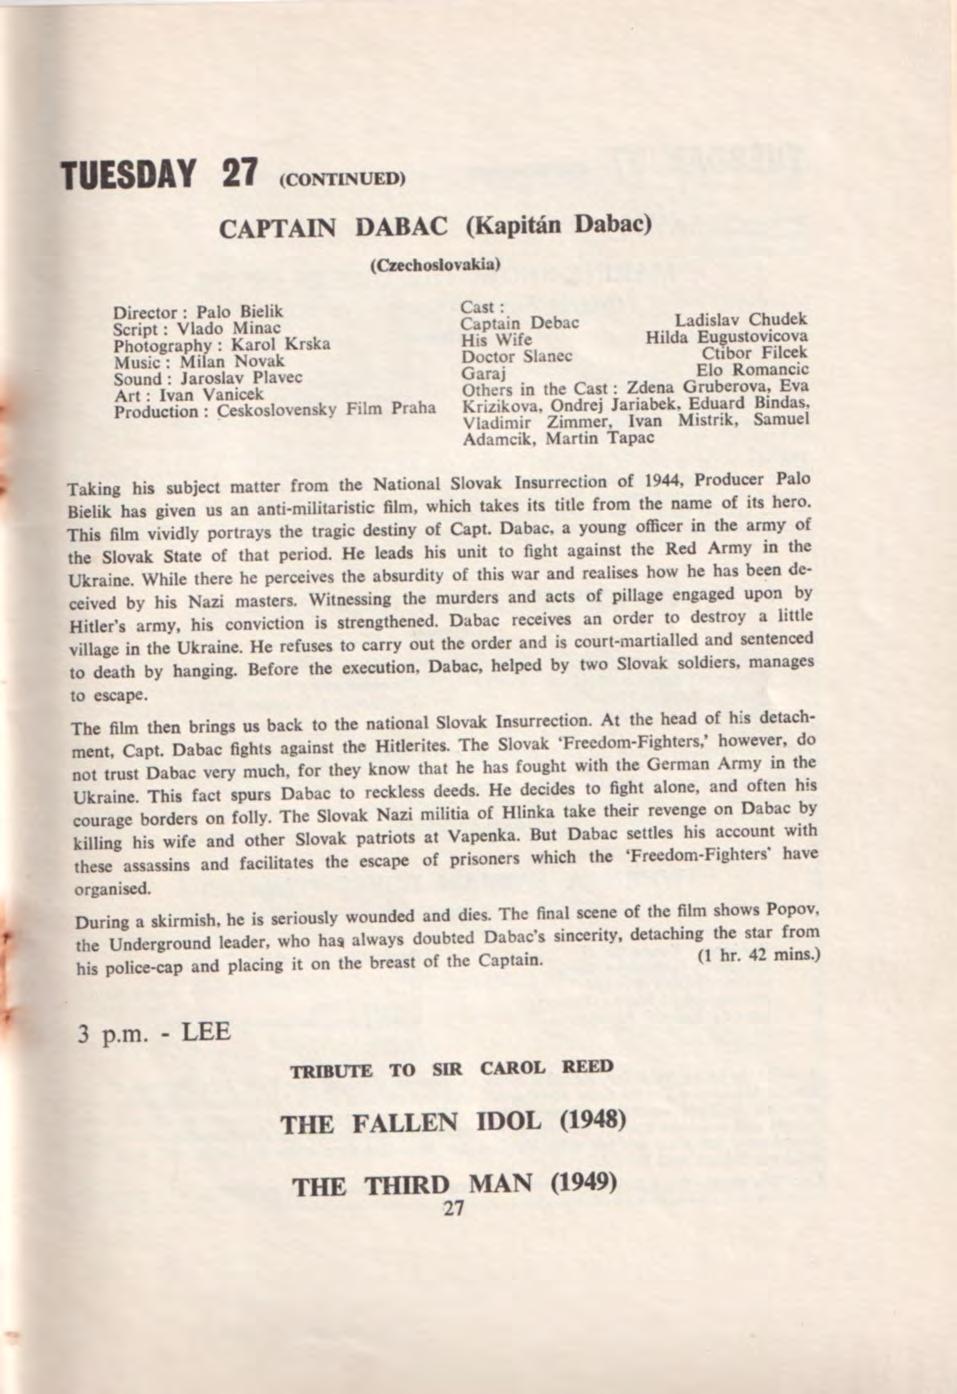 TUESDAY 27 (CONTINUED)
CAPTAIN DABAC (Kapitán Dabac)
(Czechoslovakia)
Director : Palo Bielik
Script : Vlado Minac
Photography : Karol Krska
Music : Milan Novak
Sound : Jaroslav Plavec
Art : Ivan Vanicek
Production : Ceskoslovensky Film Praha
Cast :
Captain Debac Ladislav Chudek
His Wife Hilda Eugustovicova
Doctor Slanec Ctibor Filcek
Garaj Elo Romancic
Others in the Cast : Zdena Gruberova, Eva
Krizikova, Ondrej Jariabek, Eduard Bindas,
Vladimir Zimmer, Ivan Mistrik, Samuel
Adamcik, Martin Tapac
Taking his subject matter from the National Slovak Insurrection of 1944, Producer Palo
Bielik has given us an anti-militaristic film, which takes its title from the name of its hero.
This film vividly portrays the tragic destiny of Capt. Dabac, a young officer in the army of
the Slovak State of that period. He leads his unit to fight against the Red Army in the
Ukraine. While there he perceives the absurdity of this war and realises how he has been de-
ceived by his Nazi masters. Witnessing the murders and acts of pillage engaged upon by
Hitler's army, his conviction is strengthened. Dabac receives an order to destroy a little
village in the Ukraine. He refuses to carry out the order and is court-martialled and sentenced
to death by hanging. Before the execution, Dabac, helped by two Slovak soldiers, manages
to escape.
The film then brings us back to the national Slovak Insurrection. At the head of his detach-
ment, Capt. Dabac fights against the Hitlerites. The Slovak 'Freedom-Fighters,' however, do
not trust Dabac very much, for they know that he has fought with the German Army in the
Ukraine. This fact spurs Dabac to reckless deeds. He decides to fight alone, and often his
courage borders on folly. The Slovak Nazi militia of Hlinka take their revenge on Dabac by
killing his wife and other Slovak patriots at Vapenka. But Dabac settles his account with
these assassins and facilitates the escape of prisoners which the 'Freedom-Fighters' have
organised.
During a skirmish, he is seriously wounded and dies. The final scene of the film shows Popov,
the Underground leader, who has always doubted Dabac's sincerity, detaching the star from
his police-cap and placing it on the breast of the Captain. (1 hr. 42 mins.)
3 p.m. - LEE
TRIBUTE TO SIR CAROL REED
THE FALLEN IDOL (1948)
THE THIRD MAN (1949)
27